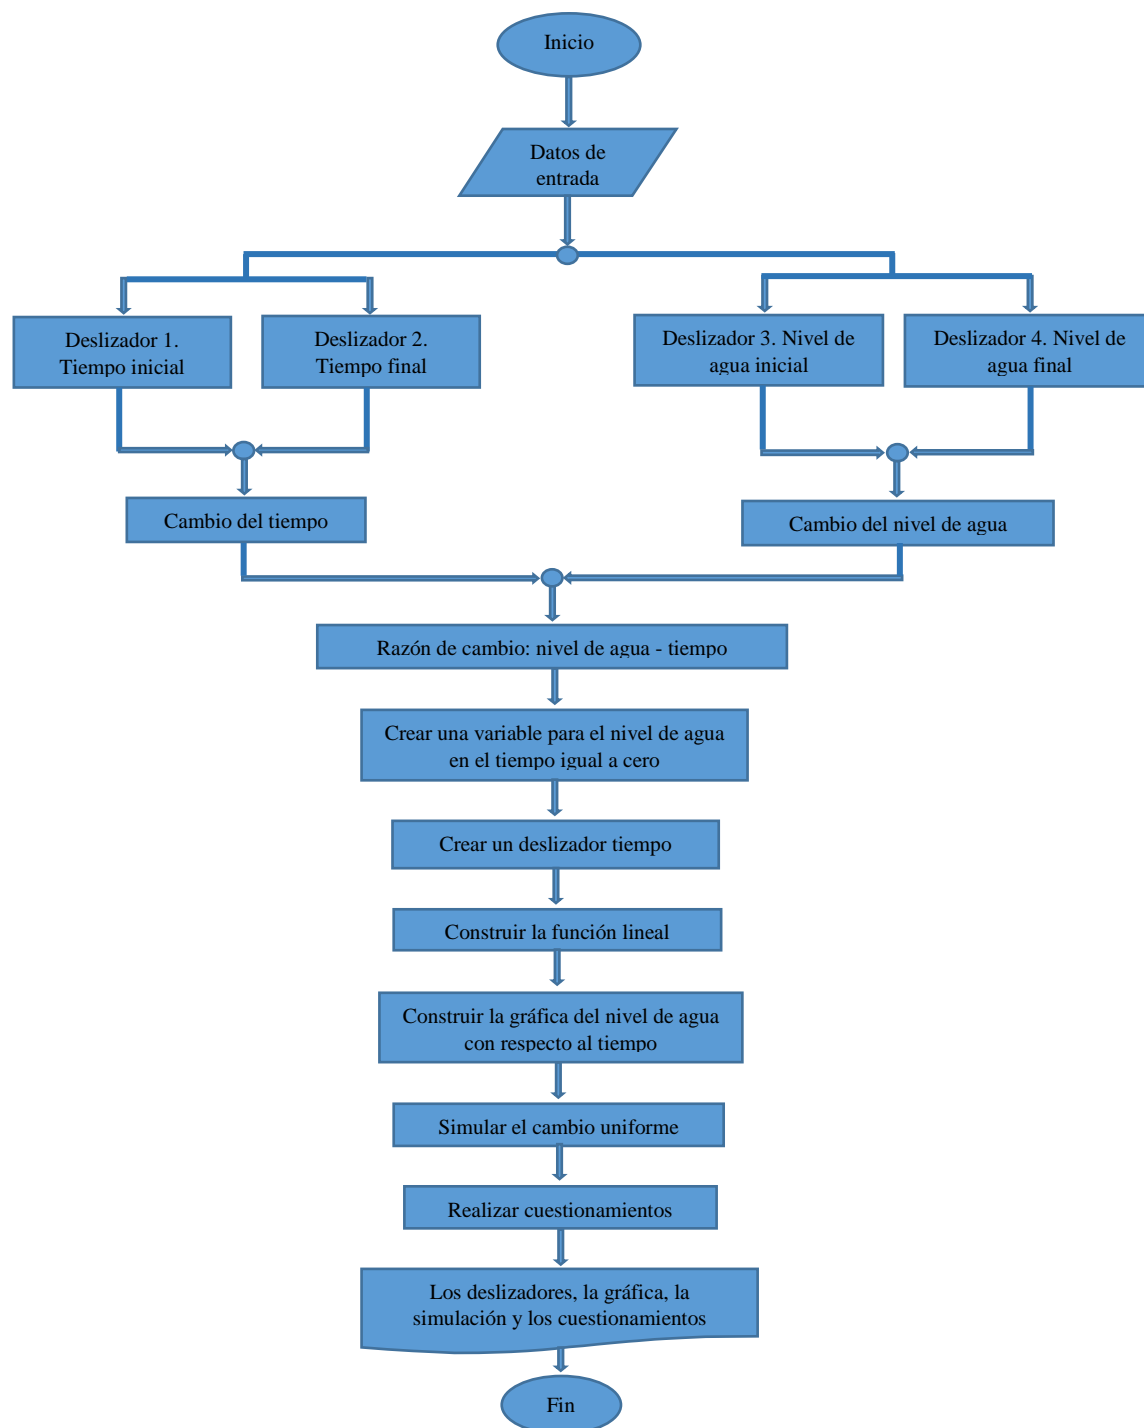 Inicio
Datos de
entrada
Deslizador 1.
Tiempo inicial
Deslizador 2.
Tiempo final
Deslizador 3. Nivel de
agua inicial
Deslizador 4. Nivel de
agua final
Cambio del tiempo
Cambio del nivel de agua
Razón de cambio: nivel de agua - tiempo
Crear una variable para el nivel de agua
en el tiempo igual a cero
Crear un deslizador tiempo
Construir la función lineal
Construir la gráfica del nivel de agua
con respecto al tiempo
Simular el cambio uniforme
Realizar cuestionamientos
Los deslizadores, la gráfica, la
simulación y los cuestionamientos
Fin